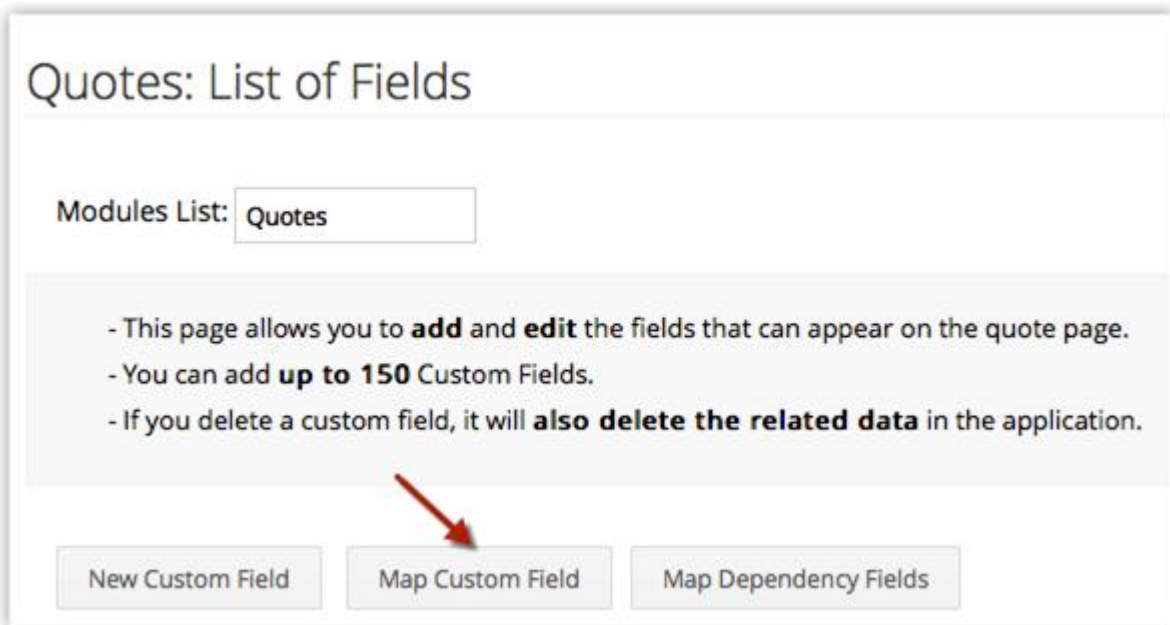 Quotes: List of Fields
Modules List: Quotes
- This page allows you to add and edit the fields that can appear on the quote page.
- You can add up to 150 Custom Fields.
- If you delete a custom field, it will also delete the related data in the application.
New Custom Field Map Custom Field Map Dependency Fields